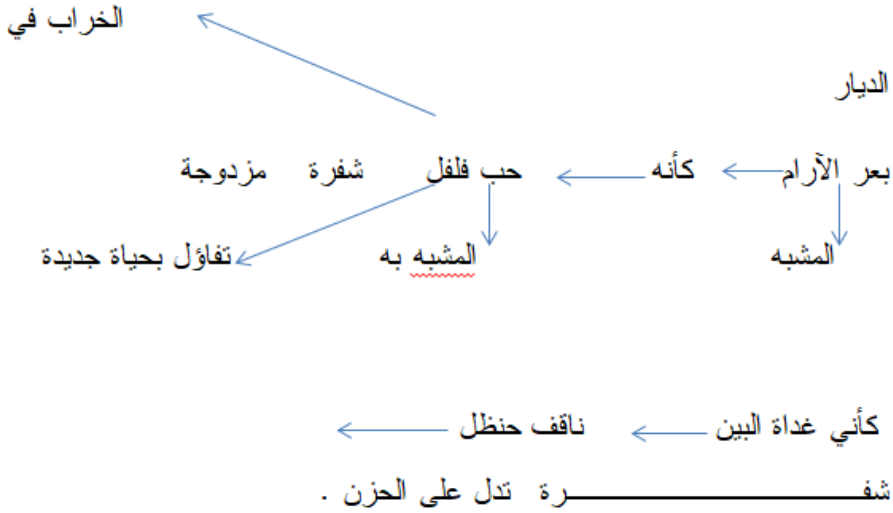 الخراب في
الديار
بعر الآرام كأنه حب فلفل شفرة مزدوجة
المشبه المشبه به تفاؤل بحياة جديدة
كأني غداة البين ناقف حنظل
شفـــــــــــــــــــــــرة تدل على الحزن .